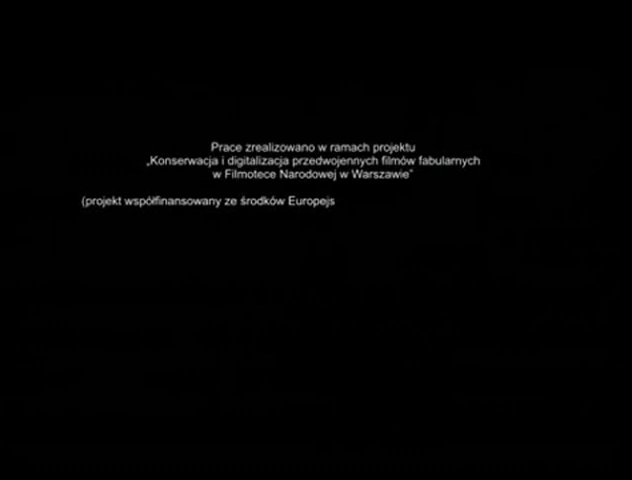 Prace zrealizowano w ramach projektu
„Konserwacja i digitalizacja przedwojennych filmów fabularnych
w Filmotece Narodowej w Warszawie”
(projekt współfinansowany ze środków Europejs